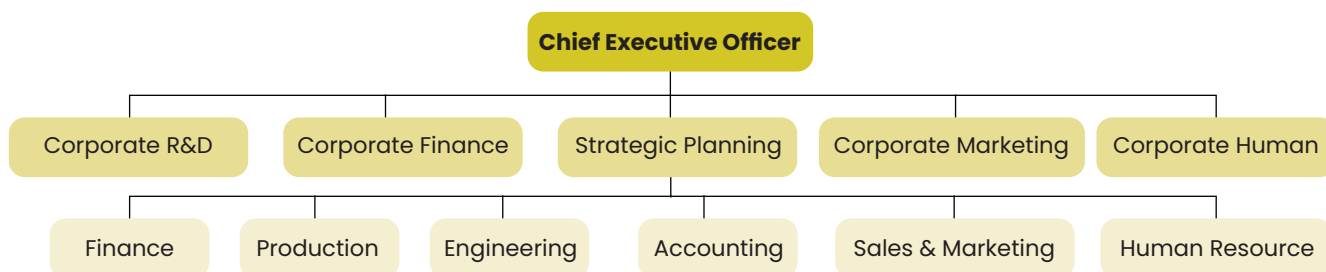 Chief Executive Officer
Corporate R&D
Corporate Finance
Strategic Planning
Corporate Marketing
Corporate Human
Finance
Production
Engineering
Accounting
Sales & Marketing
Human Resource